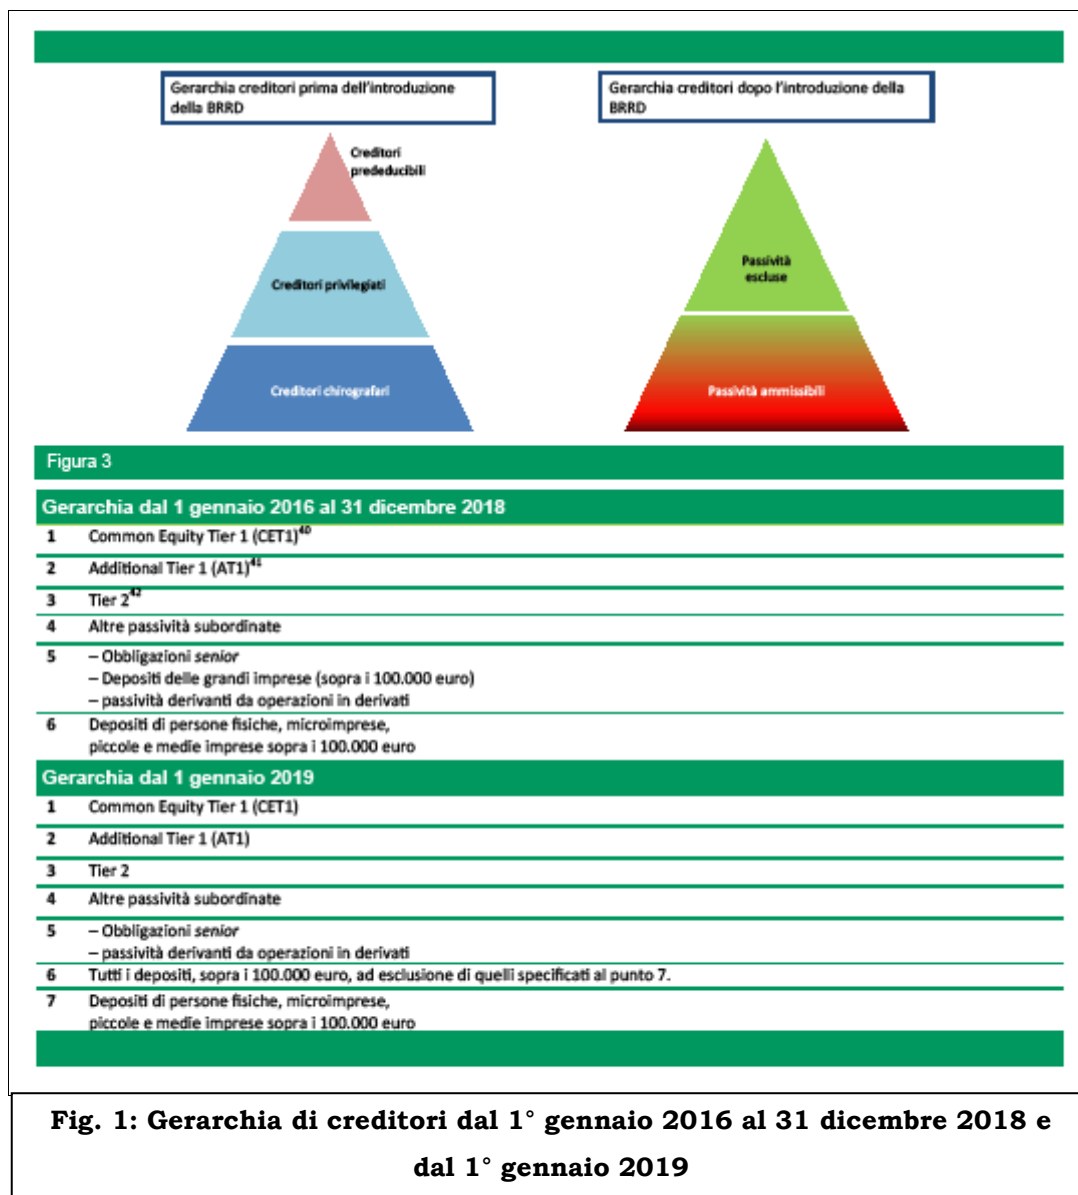 Gerarchia creditori prima dell'introduzione
della BRRD
Gerarchia creditori dopo l'introduzione della
BRRD
Creditori
prededucibili
Creditori privilegiati
Creditori chirografari
Passività
escluse
Passività ammissibili
Figura 3
Gerarchia dal 1 gennaio 2016 al 31 dicembre 2018
1 Common Equity Tier 1 (CET1)40
2 Additional Tier 1 (AT1)41
3 Tier 242
4 Altre passività subordinate
5 – Obbligazioni senior
– Depositi delle grandi imprese (sopra i 100.000 euro)
– passività derivanti da operazioni in derivati
6 Depositi di persone fisiche, microimprese,
piccole e medie imprese sopra i 100.000 euro
Gerarchia dal 1 gennaio 2019
1 Common Equity Tier 1 (CET1)
2 Additional Tier 1 (AT1)
3 Tier 2
4 Altre passività subordinate
5 – Obbligazioni senior
– passività derivanti da operazioni in derivati
6 Tutti i depositi, sopra i 100.000 euro, ad esclusione di quelli specificati al punto 7.
7 Depositi di persone fisiche, microimprese,
piccole e medie imprese sopra i 100.000 euro
Fig. 1: Gerarchia di creditori dal 1° gennaio 2016 al 31 dicembre 2018 e
dal 1° gennaio 2019